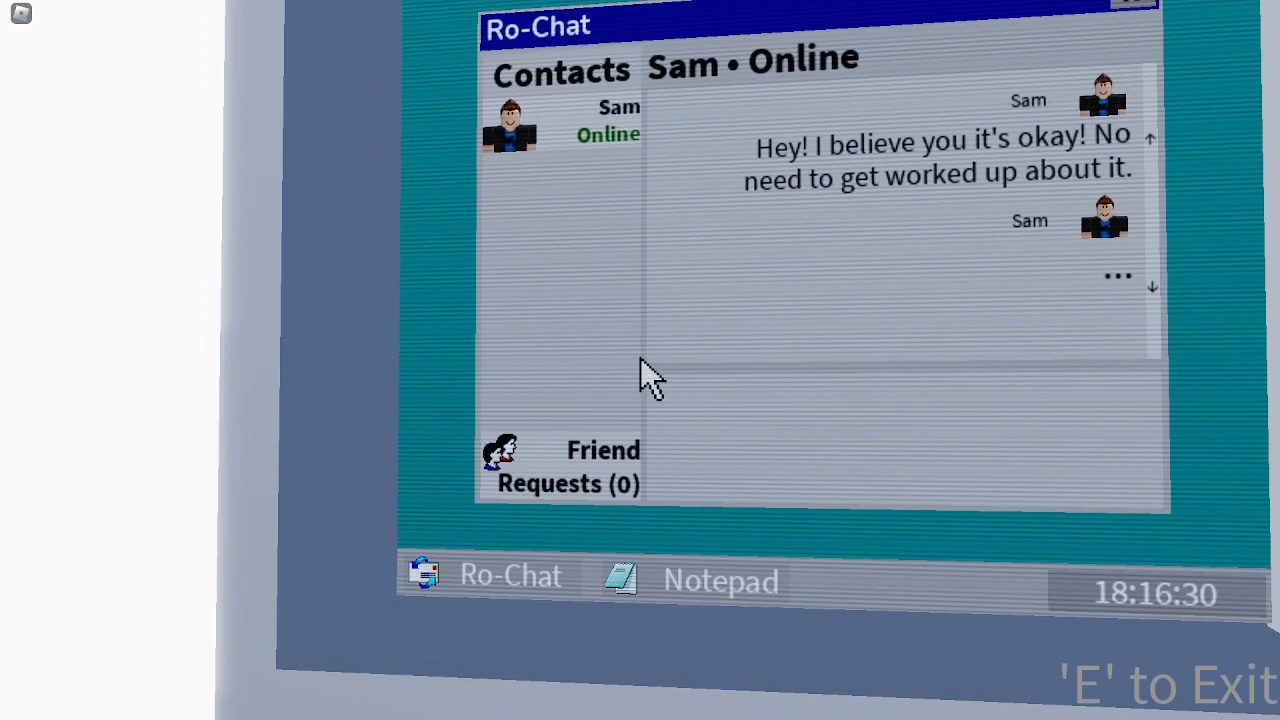 Ro-Chat
Contacts
Sam • Online
Sam
Online
Sam
Hey! I believe you it's okay! No
need to get worked up about it.
Sam
...
Friend
Requests (0)
Ro-Chat
Notepad
18:16:30
'E' to Exit